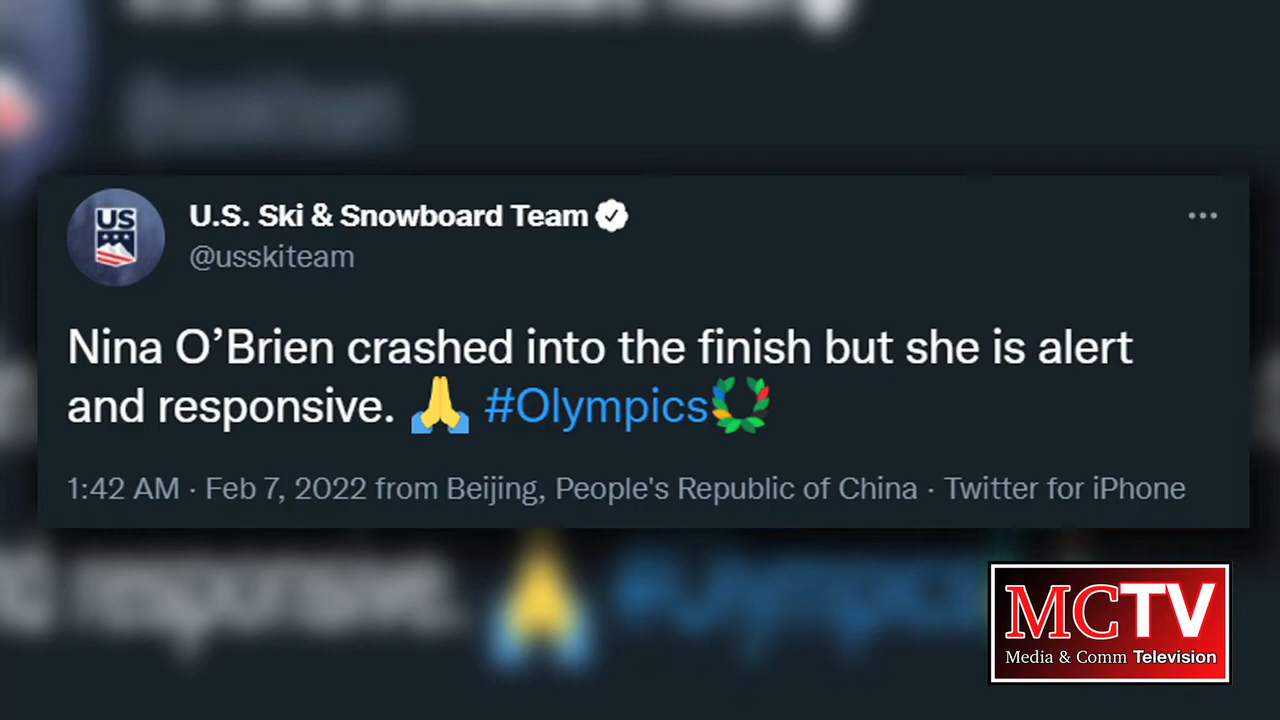 US
U.S. Ski & Snowboard Team
@usskiteam
Nina O’Brien crashed into the finish but she is alert
and responsive. 🙏 #Olympics
1:42 AM · Feb 7, 2022 from Beijing, People's Republic of China · Twitter for iPhone
MCTV
Media & Comm Television